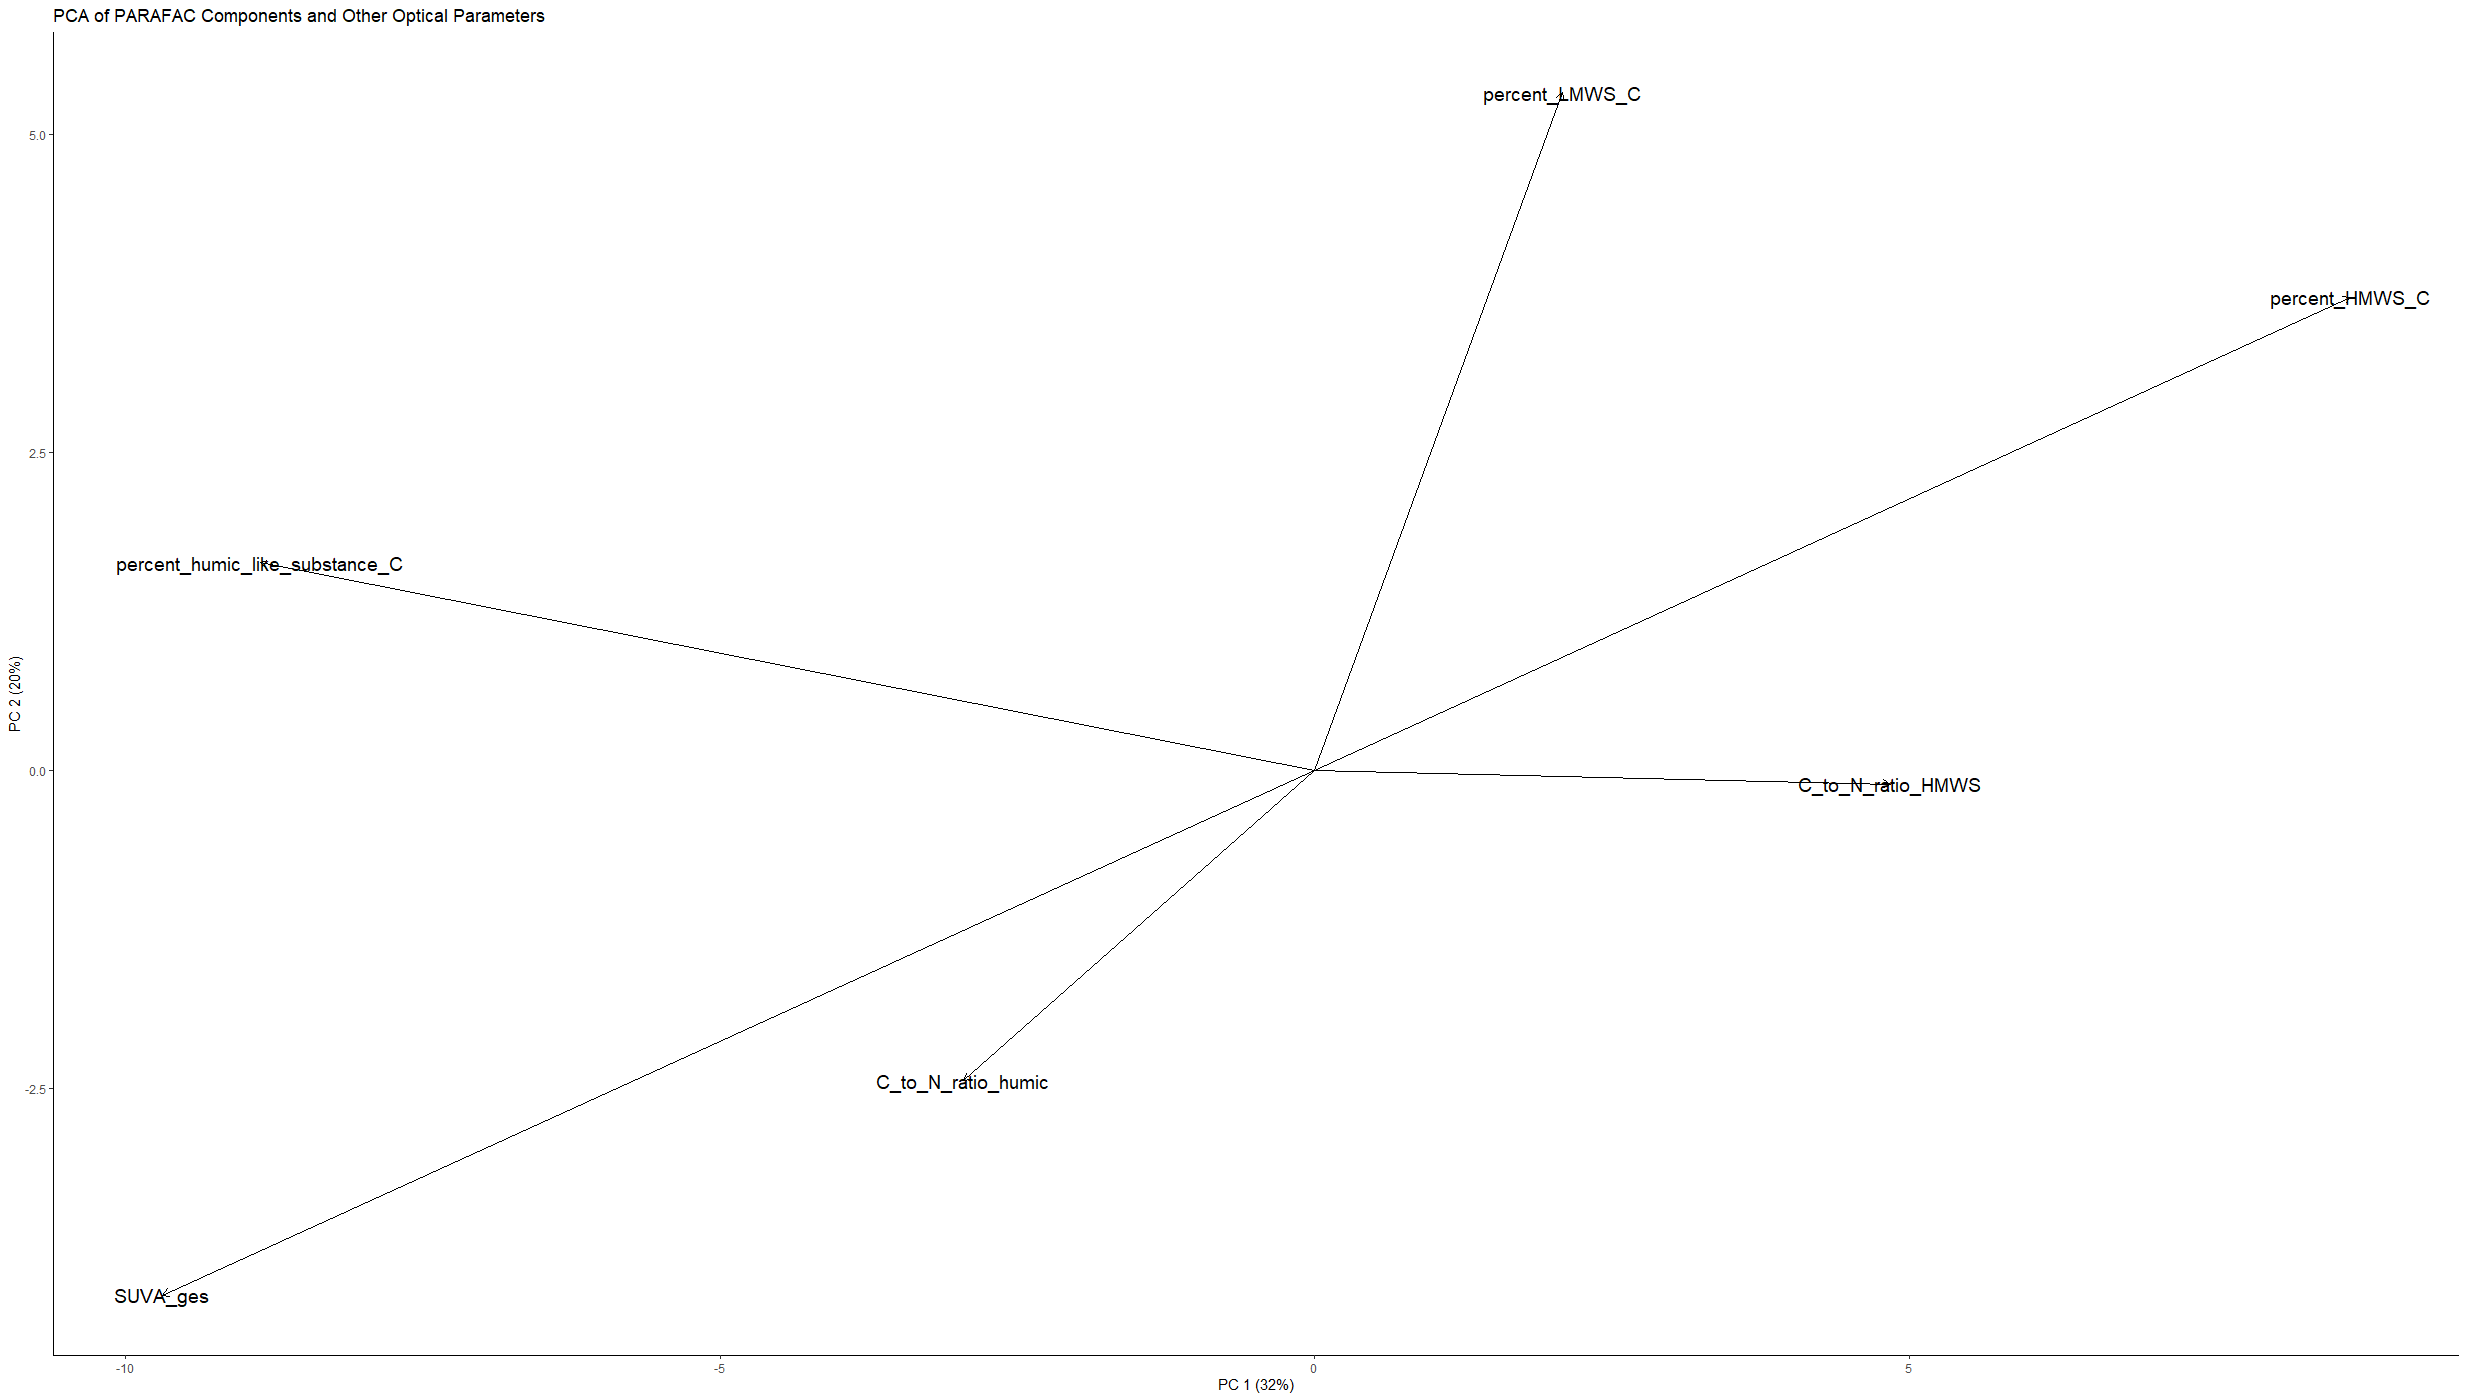 PCA of PARAFAC Components and Other Optical Parameters
percent_LMWS_C
5.0
percent_HMWS_C
2.5
percent_humic_like_substance_C
PC 2 (20%)
0.0
C_to_N_ratio_HMWS
C_to_N_ratio_humic
-2.5
SUVA_ges
-10
-5
0
5
PC 1 (32%)